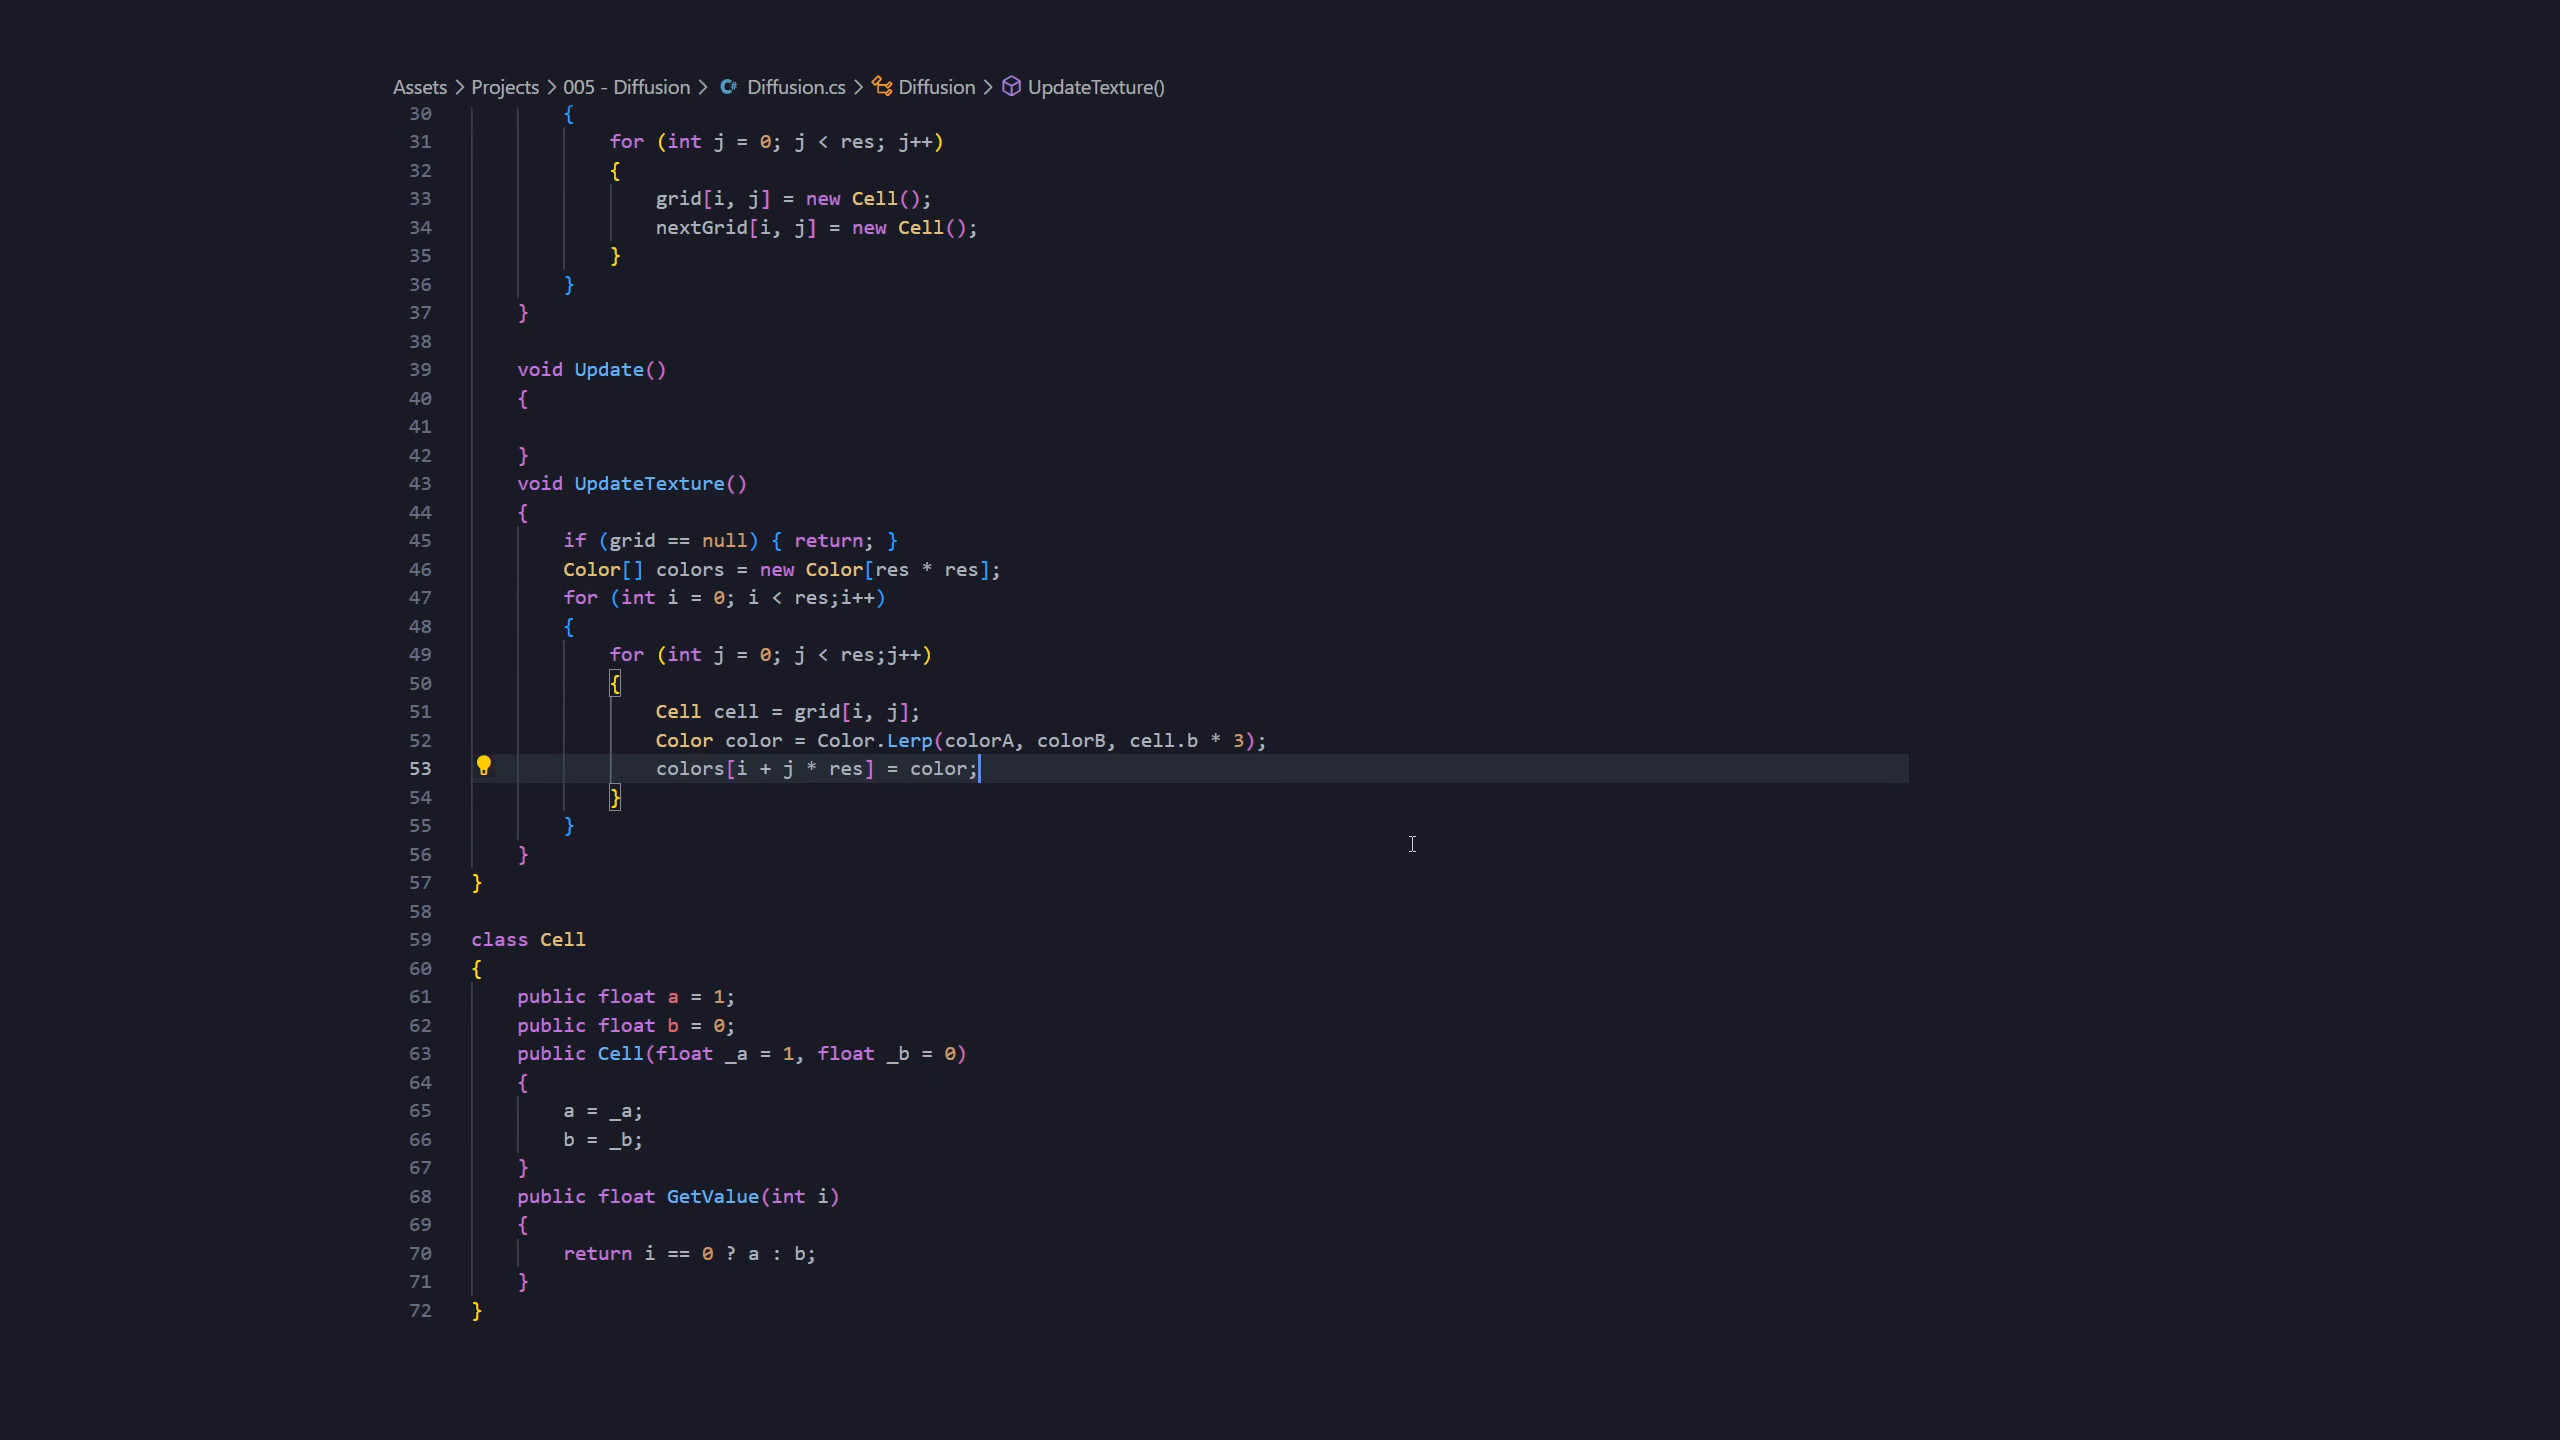 Assets > Projects > 005 - Diffusion > C# Diffusion.cs > Diffusion > UpdateTexture()
30 {
31 for (int j = 0; j < res; j++)
32 {
33 grid[i, j] = new Cell();
34 nextGrid[i, j] = new Cell();
35 }
36 }
37 }
38
39 void Update()
40 {
41
42 }
43 void UpdateTexture()
44 {
45 if (grid == null) { return; }
46 Color[] colors = new Color[res * res];
47 for (int i = 0; i < res;i++)
48 {
49 for (int j = 0; j < res;j++)
50 {
51 Cell cell = grid[i, j];
52 Color color = Color.Lerp(colorA, colorB, cell.b * 3);
53 colors[i + j * res] = color;
54 }
55 }
56 }
57 }
58
59 class Cell
60 {
61 public float a = 1;
62 public float b = 0;
63 public Cell(float _a = 1, float _b = 0)
64 {
65 a = _a;
66 b = _b;
67 }
68 public float GetValue(int i)
69 {
70 return i == 0 ? a : b;
71 }
72 }